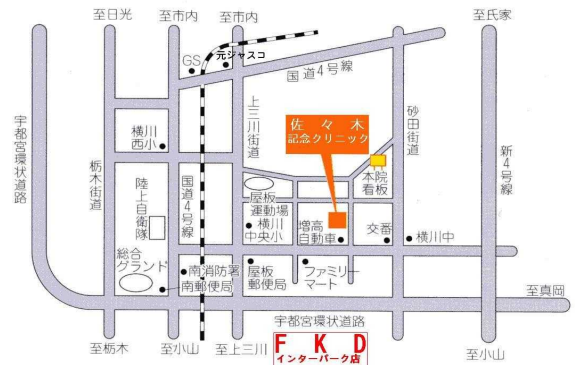 至日光
至市内
至市内
至氏家
GS
元ジャスコ
国道4号線
宇都宮環状道路
栃木街道
横川
西小
上三川街道
佐々木
記念クリニック
砂田街道
新4号線
本院
看板
陸上自衛隊
国道4号線
屋板
運動場
横川
中央小
増高
自動車
交番
横川中
総合
グランド
南消防署
南郵便局
屋板
郵便局
ファミリー
マート
至真岡
宇都宮環状道路
至栃木
至小山
至上三川
FKD
インターパーク店
至小山